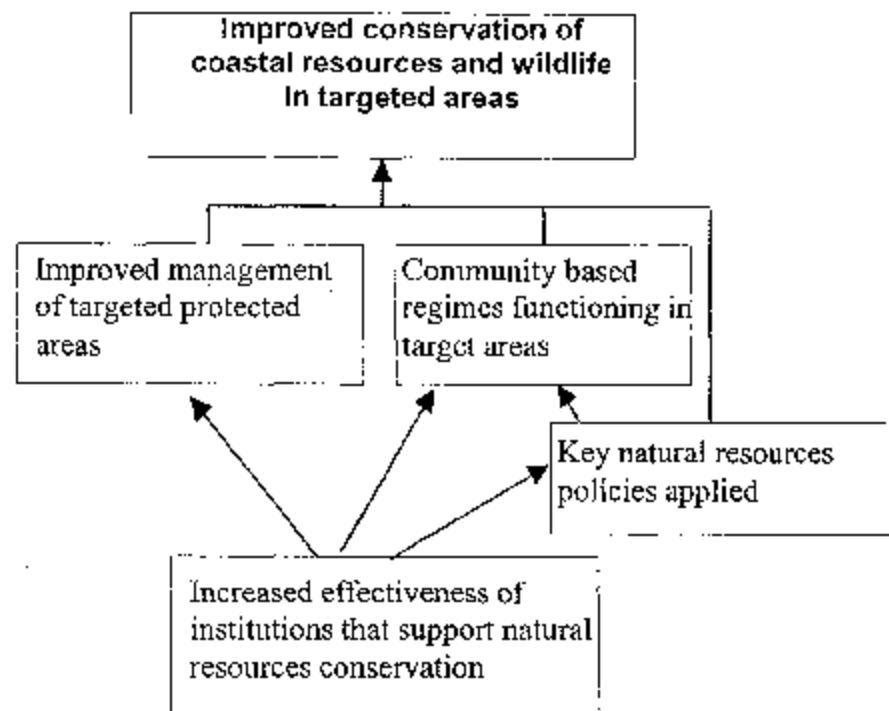 Improved conservation of
coastal resources and wildlife
In targeted areas
Improved management
of targeted protected
areas
Community based
regimes functioning in
target areas
Key natural resources
policies applied
Increased effectiveness of
institutions that support natural
resources conservation